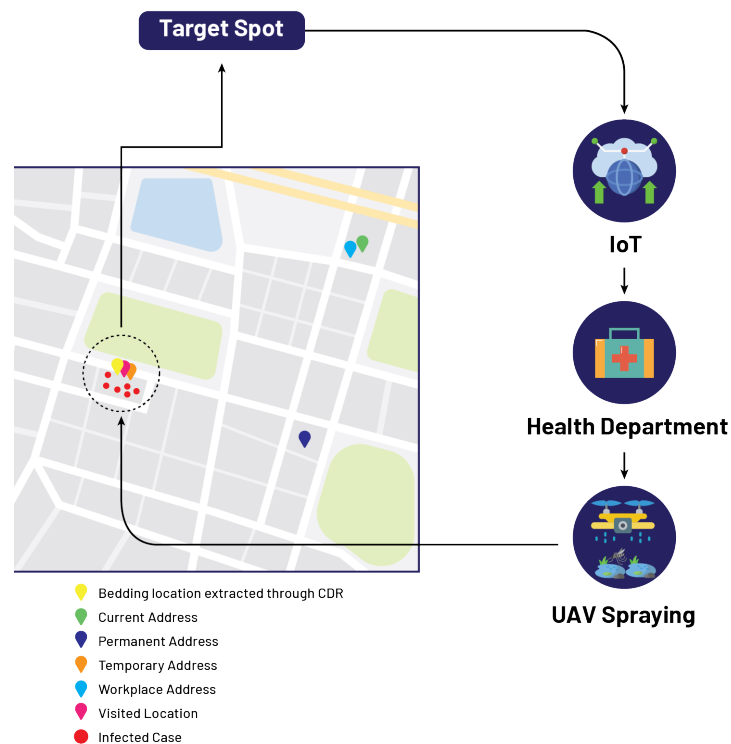 Target Spot
IoT
Health Department
UAV Spraying
Bedding location extracted through CDR
Current Address
Permanent Address
Temporary Address
Workplace Address
Visited Location
Infected Case